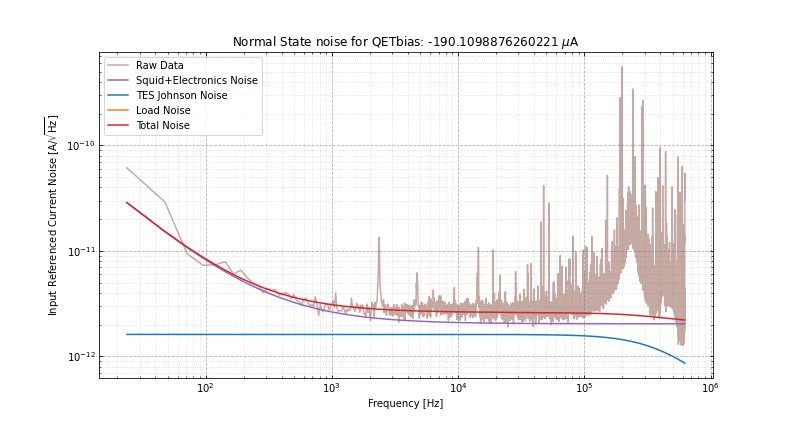 Normal State noise for QETbias: -190.1098876260221 μA
Raw Data
Squid+Electronics Noise
TES Johnson Noise
Load Noise
Total Noise
Input Referenced Current Noise [A/√Hz]
10⁻¹⁰
10⁻¹¹
10⁻¹²
10² 10³ 10⁴ 10⁵ 10⁶
Frequency [Hz]